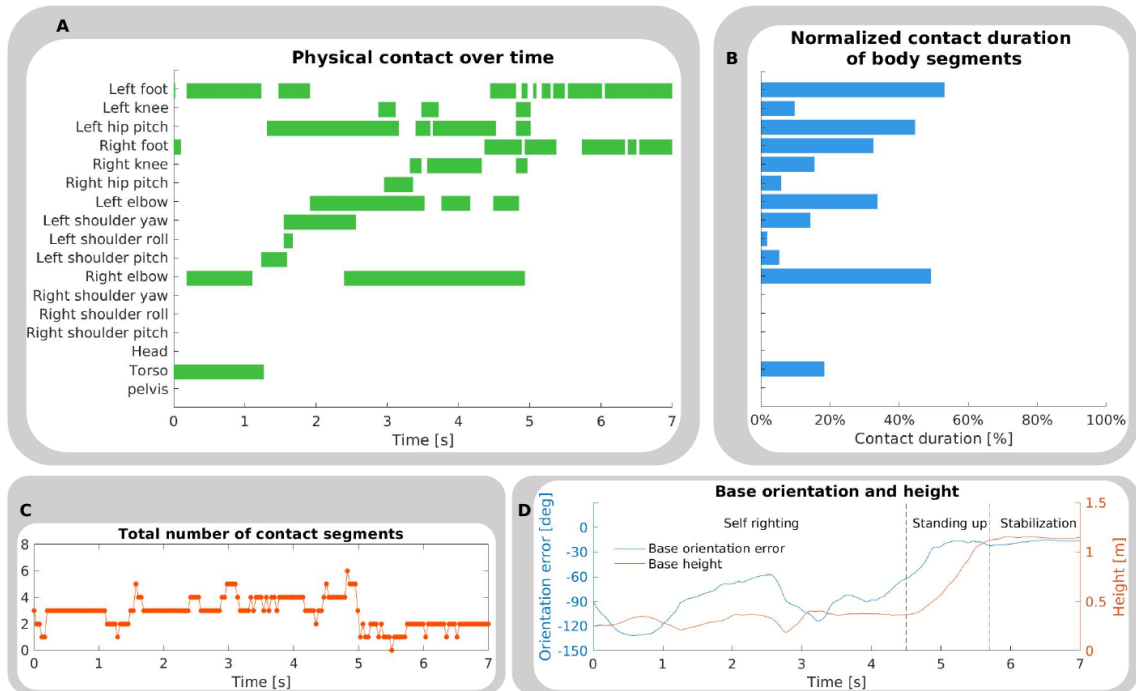 A
Physical contact over time
Left foot
Left knee
Left hip pitch
Right foot
Right knee
Right hip pitch
Left elbow
Left shoulder yaw
Left shoulder roll
Left shoulder pitch
Right elbow
Right shoulder yaw
Right shoulder roll
Right shoulder pitch
Head
Torso
pelvis
0 1 2 3 4 5 6 7
Time [s]
B
Normalized contact duration
of body segments
0% 20% 40% 60% 80% 100%
Contact duration [%]
C
Total number of contact segments
8
6
4
2
0
0 1 2 3 4 5 6 7
Time [s]
D
Base orientation and height
Orientation error [deg]
0
-30
-60
-90
-120
-150
Self righting
Standing up
Stabilization
Base orientation error
Base height
1.5
1
0.5
0
Height [m]
0 1 2 3 4 5 6 7
Time [s]